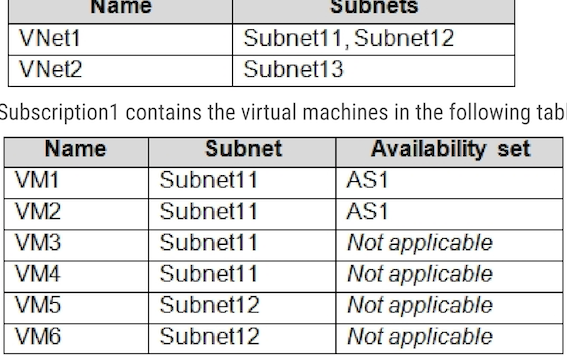 Name Subnets
VNet1 Subnet11, Subnet12
VNet2 Subnet13
Subscription1 contains the virtual machines in the following tabl
Name Subnet Availability set
VM1 Subnet11 AS1
VM2 Subnet11 AS1
VM3 Subnet11 Not applicable
VM4 Subnet11 Not applicable
VM5 Subnet12 Not applicable
VM6 Subnet12 Not applicable